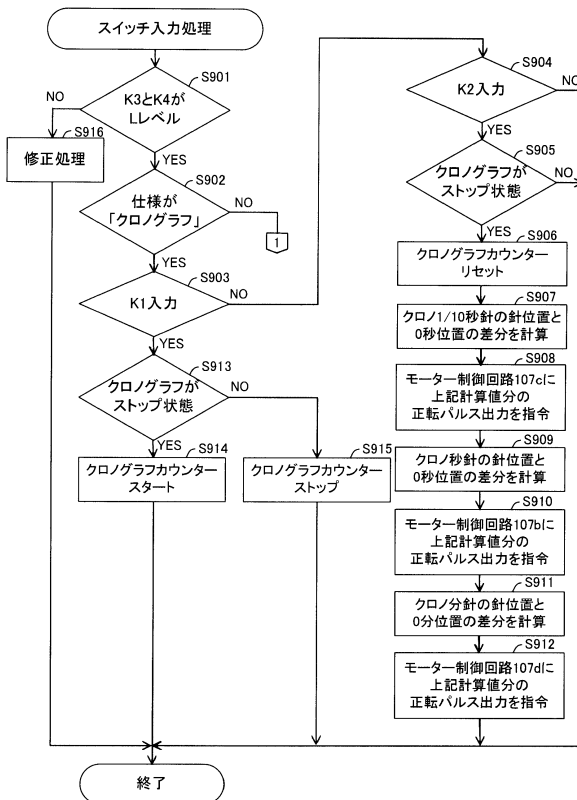 スイッチ入力処理
S901
K3とK4が
Lレベル
NO
YES
S916
修正処理
S902
仕様が
「クロノグラフ」
NO
YES
1
S903
K1入力
NO
YES
S913
クロノグラフが
ストップ状態
NO
YES
S914
クロノグラフカウンター
スタート
S915
クロノグラフカウンター
ストップ
S904
K2入力
NO
YES
S905
クロノグラフが
ストップ状態
NO
YES
S906
クロノグラフカウンター
リセット
S907
クロノ1/10秒針の針位置と
0秒位置の差分を計算
S908
モーター制御回路107cに
上記計算値分の
正転パルス出力を指令
S909
クロノ秒針の針位置と
0秒位置の差分を計算
S910
モーター制御回路107bに
上記計算値分の
正転パルス出力を指令
S911
クロノ分針の針位置と
0分位置の差分を計算
S912
モーター制御回路107dに
上記計算値分の
正転パルス出力を指令
終了